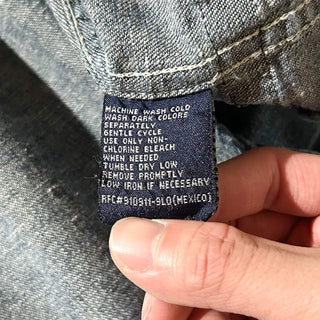 MACHINE WASH COLD
WASH DARK COLORS
SEPARATELY
GENTLE CYCLE
USE ONLY NON-
CHLORINE BLEACH
WHEN NEEDED
TUMBLE DRY LOW
REMOVE PROMPTLY
LOW IRON IF NECESSARY
RFC#910911-9L0(MEXICO)